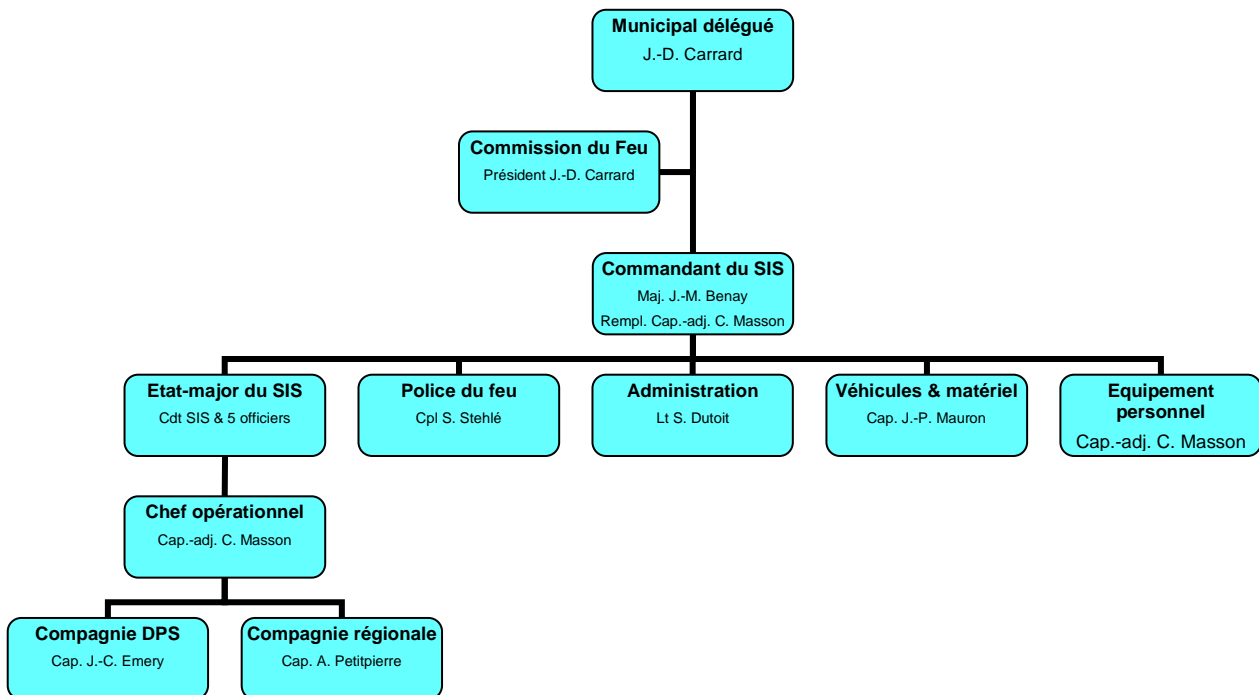 Municipal délégué
J.-D. Carrard
Commission du Feu
Président J.-D. Carrard
Commandant du SIS
Maj. J.-M. Benay
Rempl. Cap.-adj. C. Masson
Etat-major du SIS
Cdt SIS & 5 officiers
Police du feu
Cpl S. Stehlé
Administration
Lt S. Dutoit
Véhicules & matériel
Cap. J.-P. Mauron
Equipement
personnel
Cap.-adj. C. Masson
Chef opérationnel
Cap.-adj. C. Masson
Compagnie DPS
Cap. J.-C. Emery
Compagnie régionale
Cap. A. Petitpierre